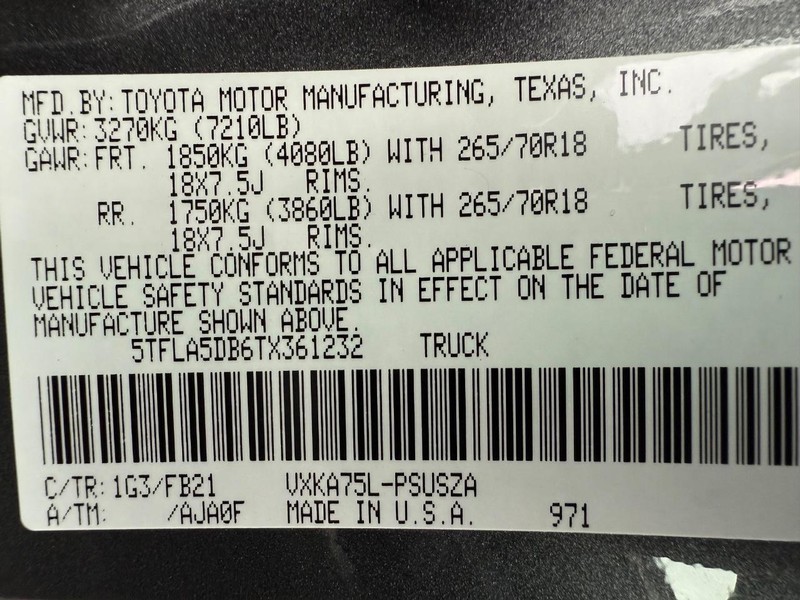 MFD.BY:TOYOTA MOTOR MANUFACTURING, TEXAS, INC.
GVWR:3270KG (7210LB)
GAWR:FRT. 1850KG (4080LB) WITH 265/70R18 TIRES,
18X7.5J RIMS.
RR. 1750KG (3860LB) WITH 265/70R18 TIRES,
18X7.5J RIMS.
THIS VEHICLE CONFORMS TO ALL APPLICABLE FEDERAL MOTOR
VEHICLE SAFETY STANDARDS IN EFFECT ON THE DATE OF
MANUFACTURE SHOWN ABOVE.
5TFLA5DB6TX361232 TRUCK
C/TR:1G3/FB21 VXKA75L-PSUSZA
A/TM: /AJA0F MADE IN U.S.A. 971